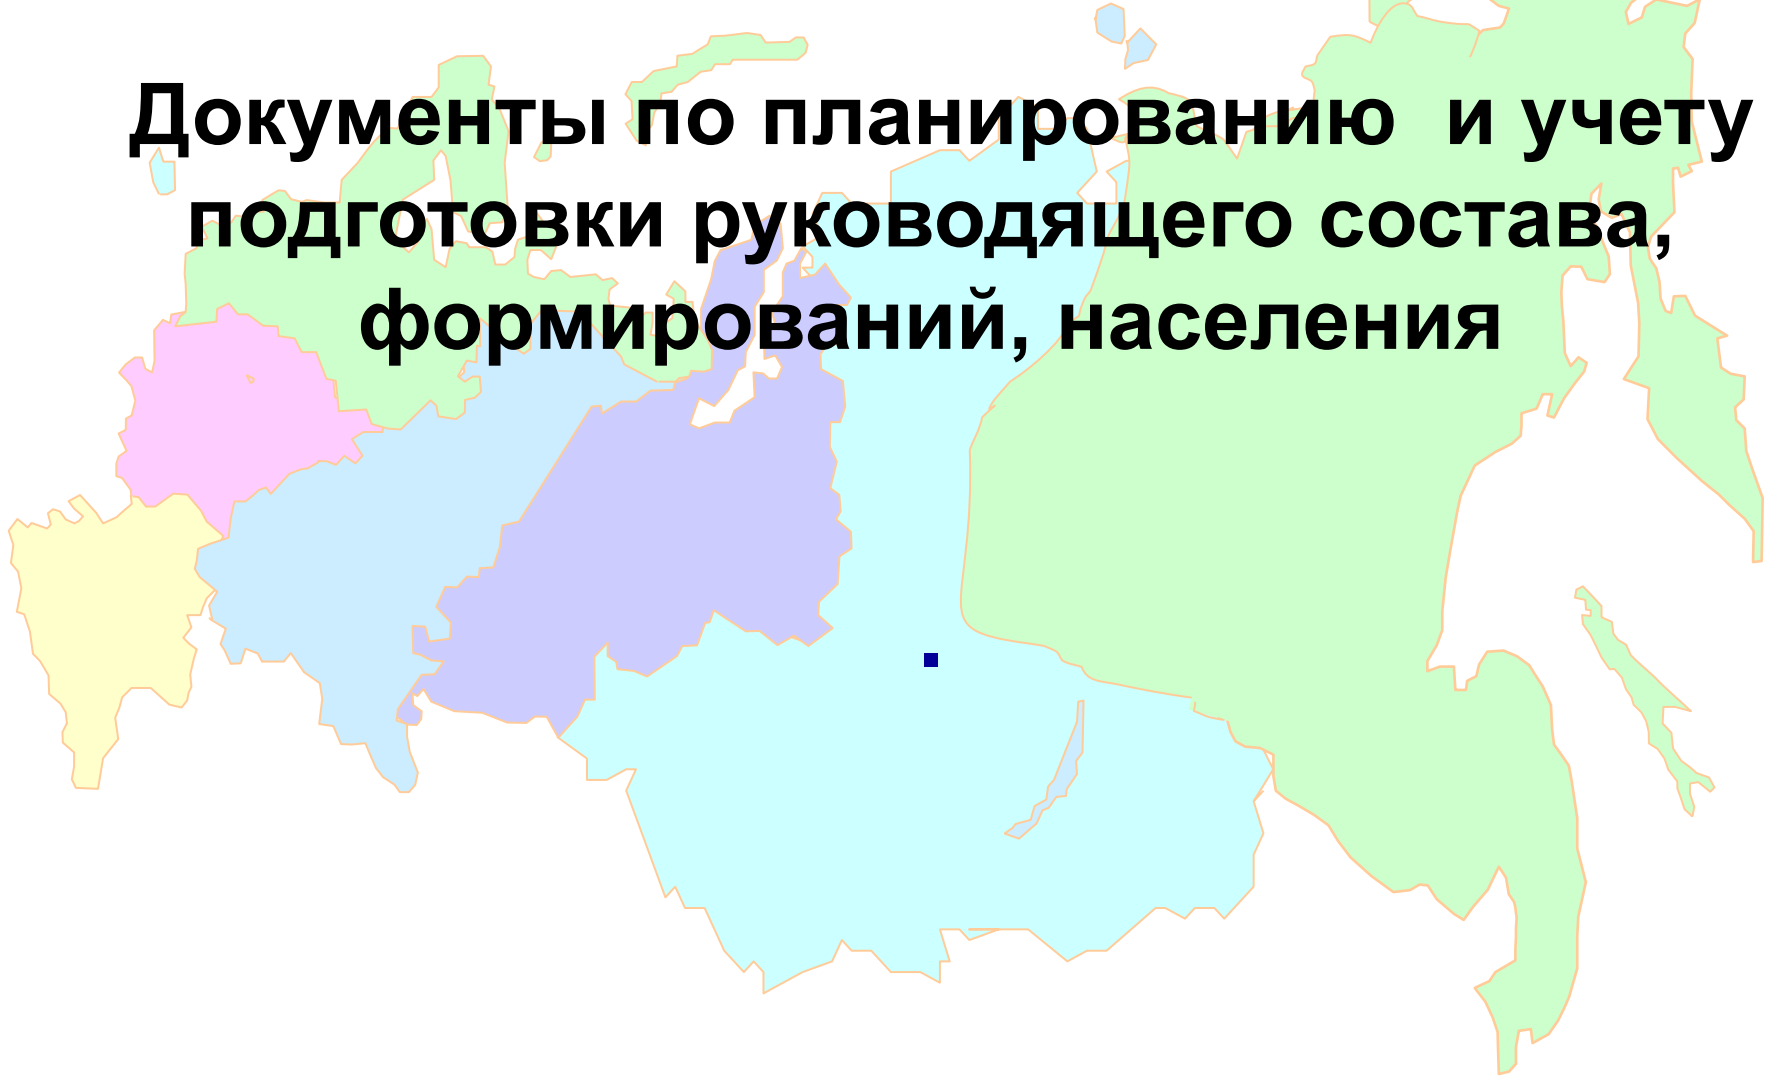 Документы по планированию и учету
подготовки руководящего состава,
формирований, населения